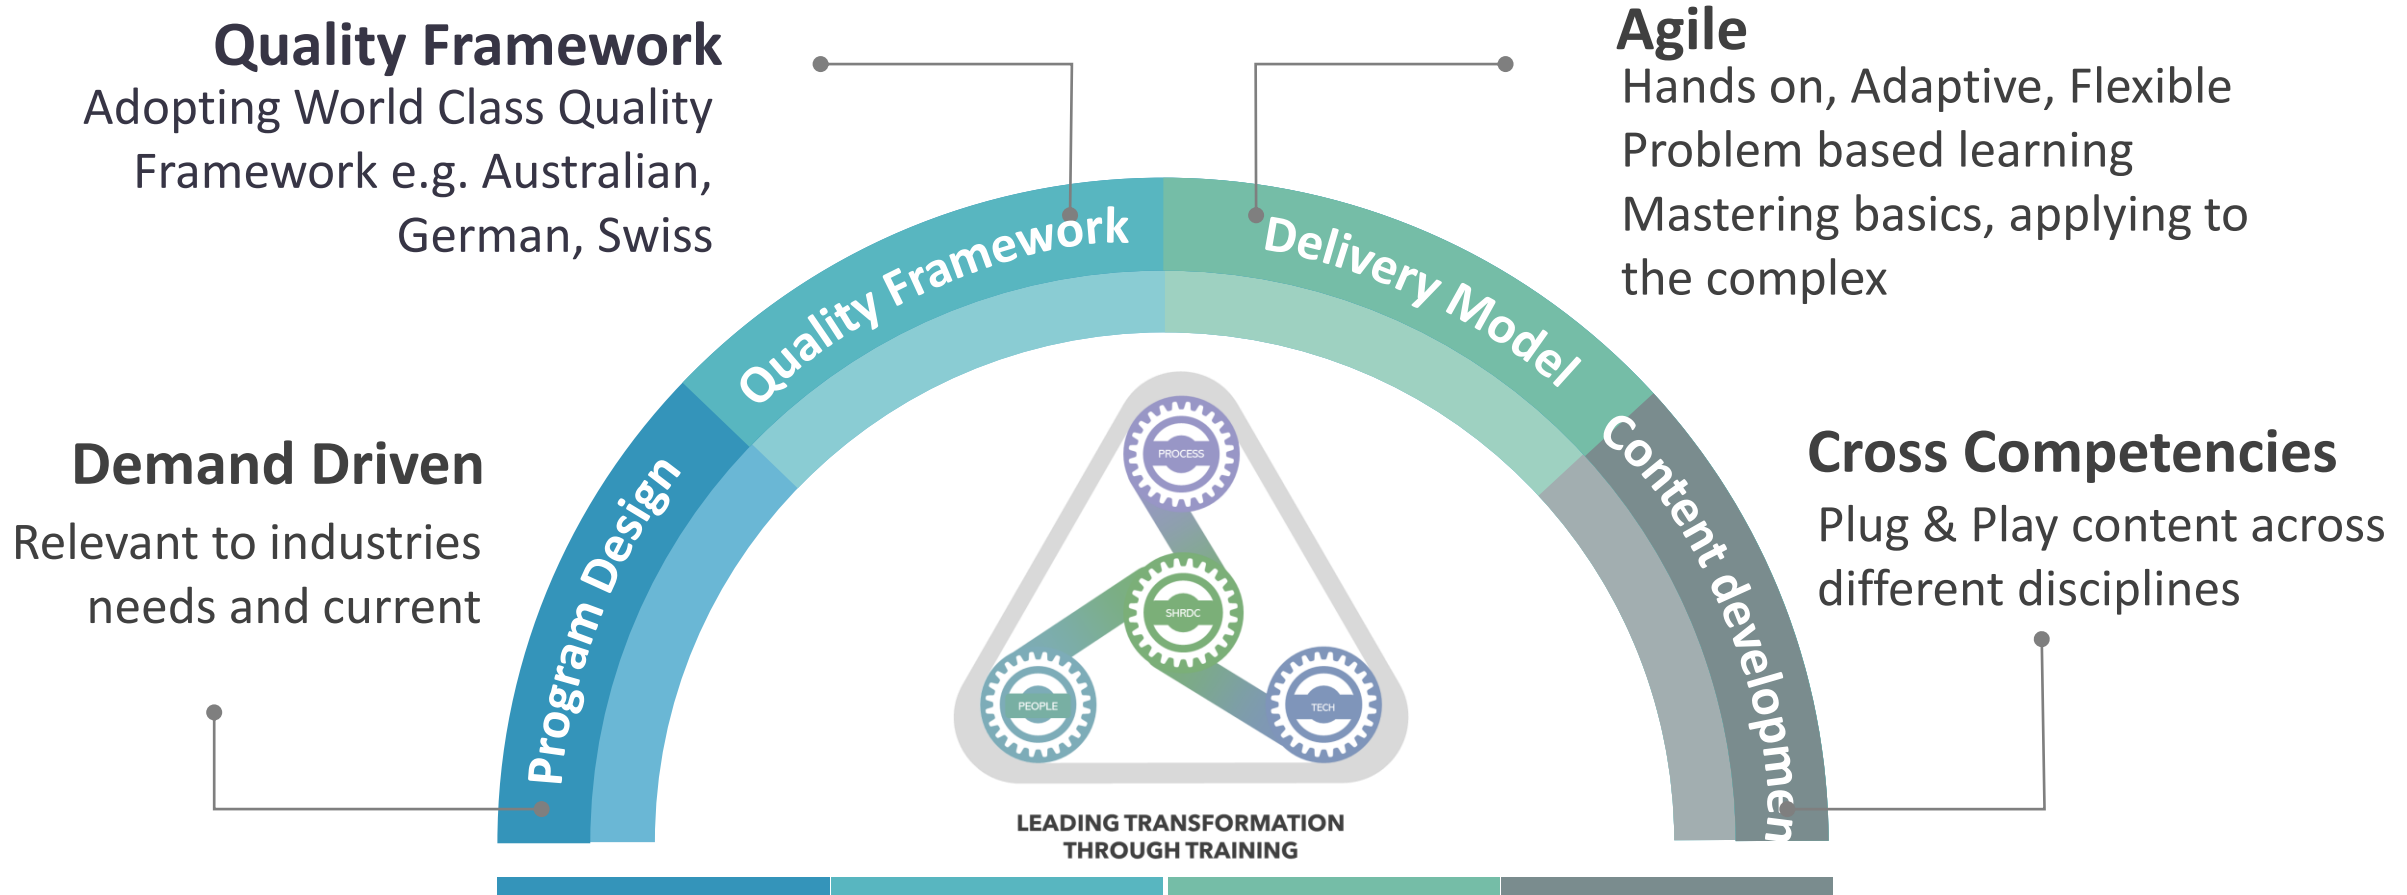 Quality Framework
Adopting World Class Quality
Framework e.g. Australian,
German, Swiss
Agile
Hands on, Adaptive, Flexible
Problem based learning
Mastering basics, applying to
the complex
Demand Driven
Relevant to industries
needs and current
Cross Competencies
Plug & Play content across
different disciplines
Program Design
Quality Framework
Delivery Model
Content developmen
PROCESS
SHRDC
PEOPLE
TECH
LEADING TRANSFORMATION
THROUGH TRAINING